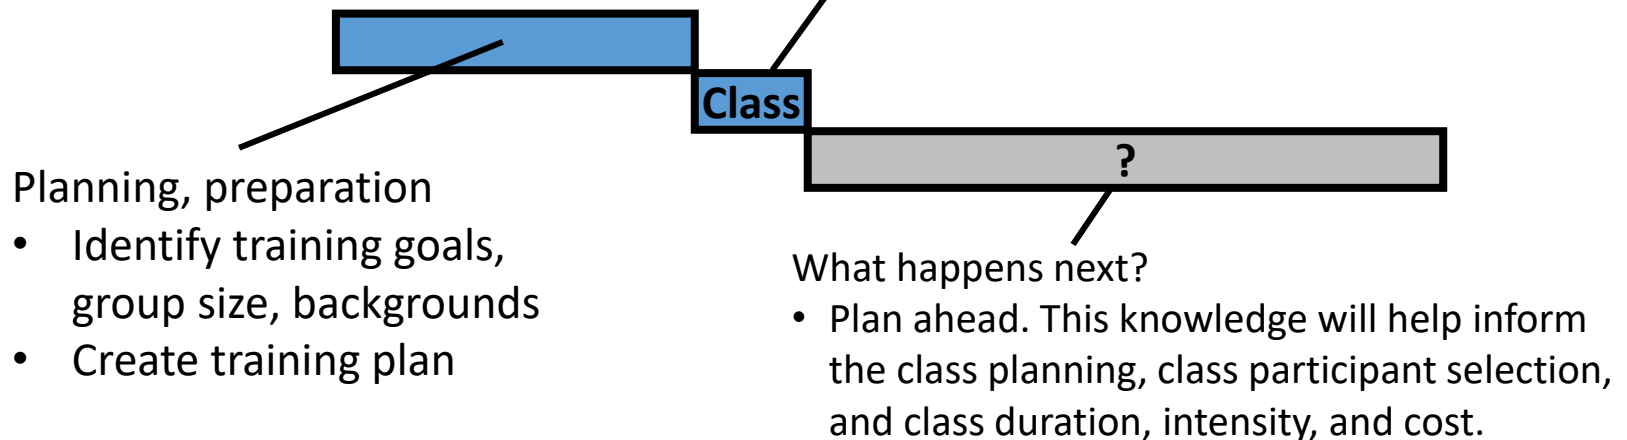 Class
?
Planning, preparation
• Identify training goals,
group size, backgrounds
• Create training plan
What happens next?
• Plan ahead. This knowledge will help inform
the class planning, class participant selection,
and class duration, intensity, and cost.